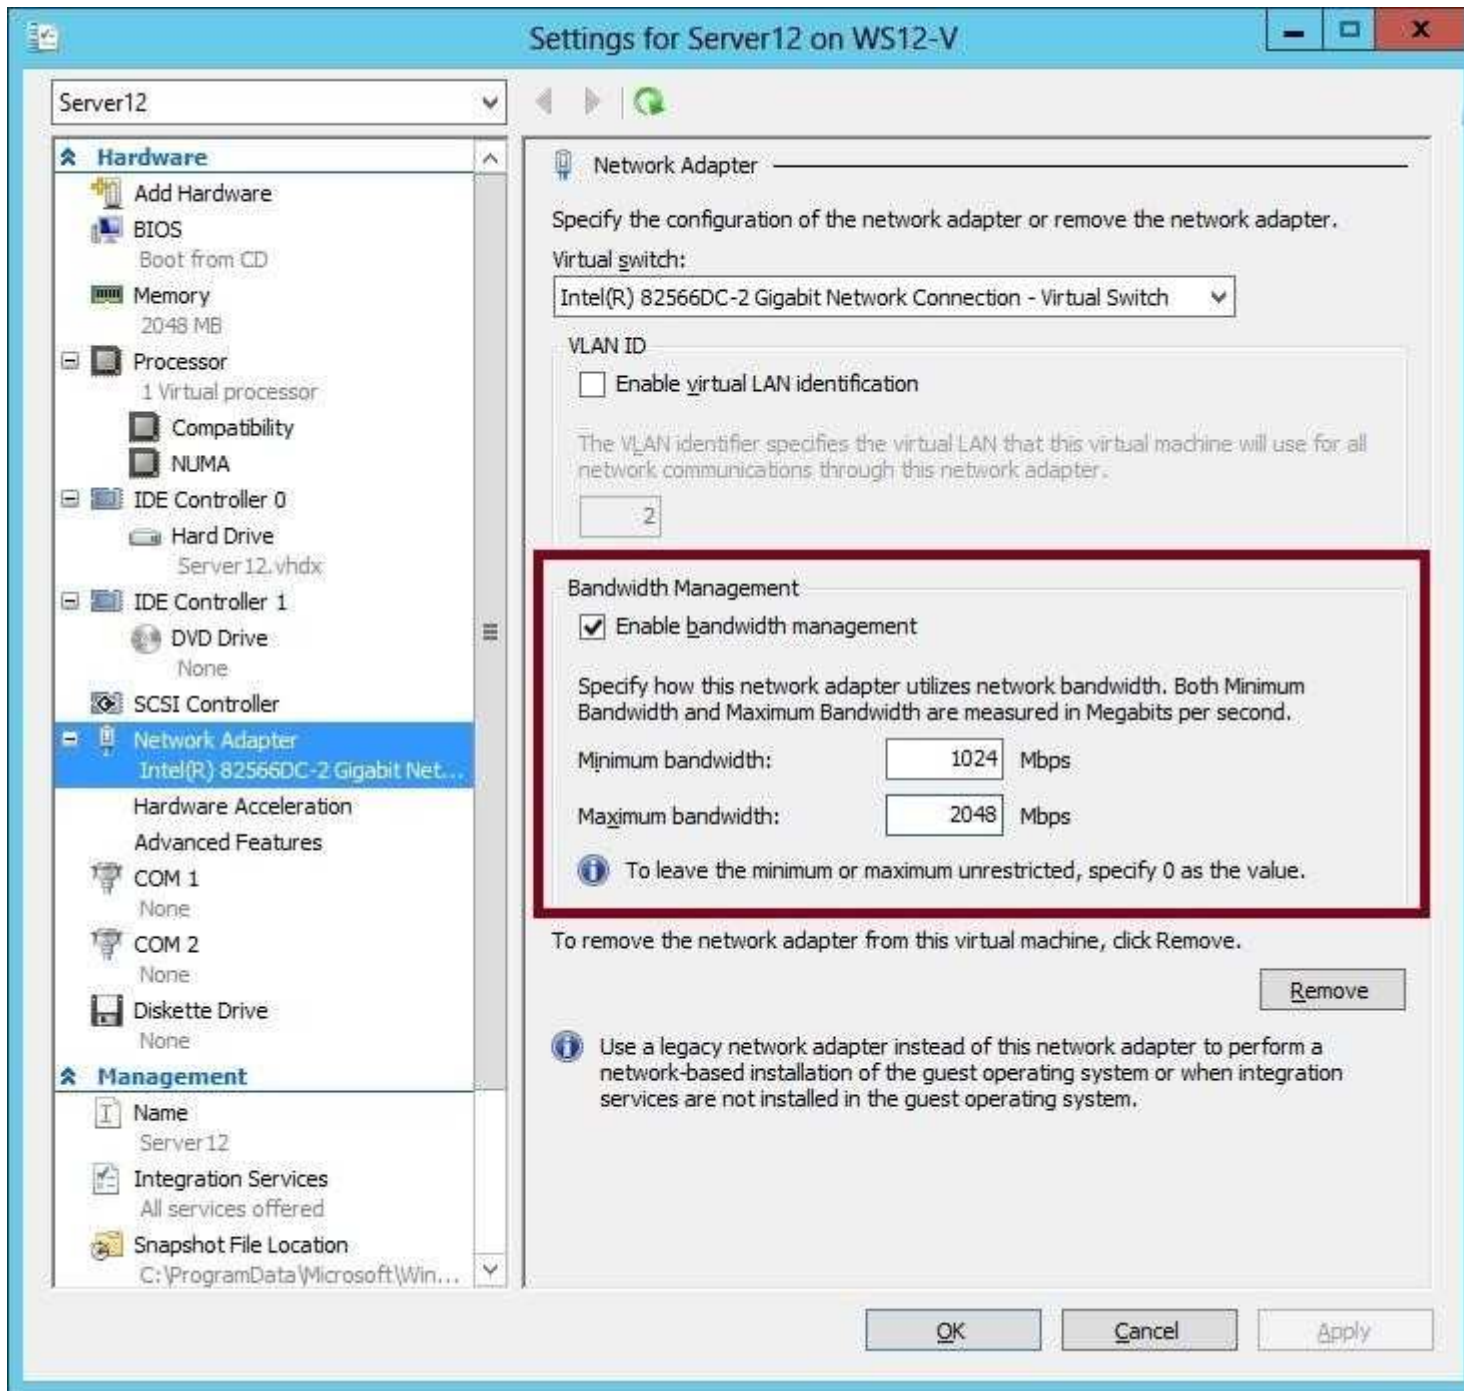 Settings for Server12 on WS12-V
Server12
Hardware
Add Hardware
BIOS
Boot from CD
Memory
2048 MB
Processor
1 Virtual processor
Compatibility
NUMA
IDE Controller 0
Hard Drive
Server12.vhdx
IDE Controller 1
DVD Drive
None
SCSI Controller
Network Adapter
Intel(R) 82566DC-2 Gigabit Net...
Hardware Acceleration
Advanced Features
COM 1
None
COM 2
None
Diskette Drive
None
Management
Name
Server12
Integration Services
All services offered
Snapshot File Location
C:\ProgramData\Microsoft\Win...
Network Adapter
Specify the configuration of the network adapter or remove the network adapter.
Virtual switch:
Intel(R) 82566DC-2 Gigabit Network Connection - Virtual Switch
VLAN ID
Enable virtual LAN identification
The VLAN identifier specifies the virtual LAN that this virtual machine will use for all
network communications through this network adapter.
2
Bandwidth Management
Enable bandwidth management
Specify how this network adapter utilizes network bandwidth. Both Minimum
Bandwidth and Maximum Bandwidth are measured in Megabits per second.
Minimum bandwidth: 1024 Mbps
Maximum bandwidth: 2048 Mbps
To leave the minimum or maximum unrestricted, specify 0 as the value.
To remove the network adapter from this virtual machine, click Remove.
Remove
Use a legacy network adapter instead of this network adapter to perform a
network-based installation of the guest operating system or when integration
services are not installed in the guest operating system.
OK Cancel Apply